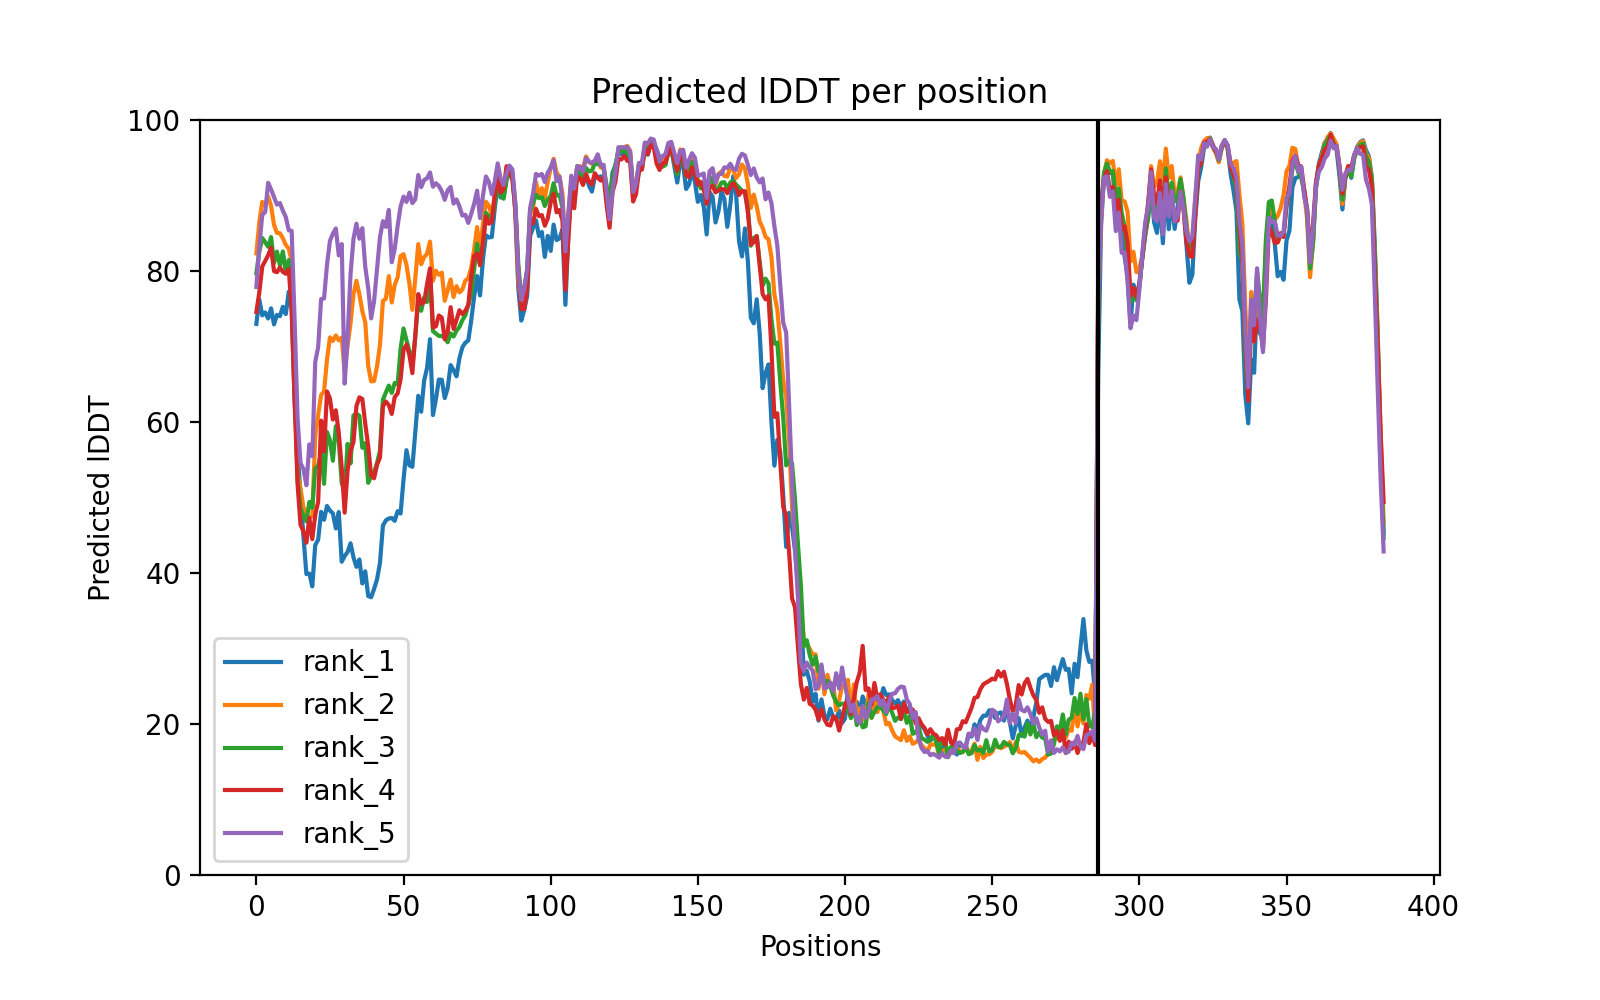 Predicted lDDT per position
100
80
60
40
20
0
Predicted lDDT
rank_1
rank_2
rank_3
rank_4
rank_5
0 50 100 150 200 250 300 350 400
Positions